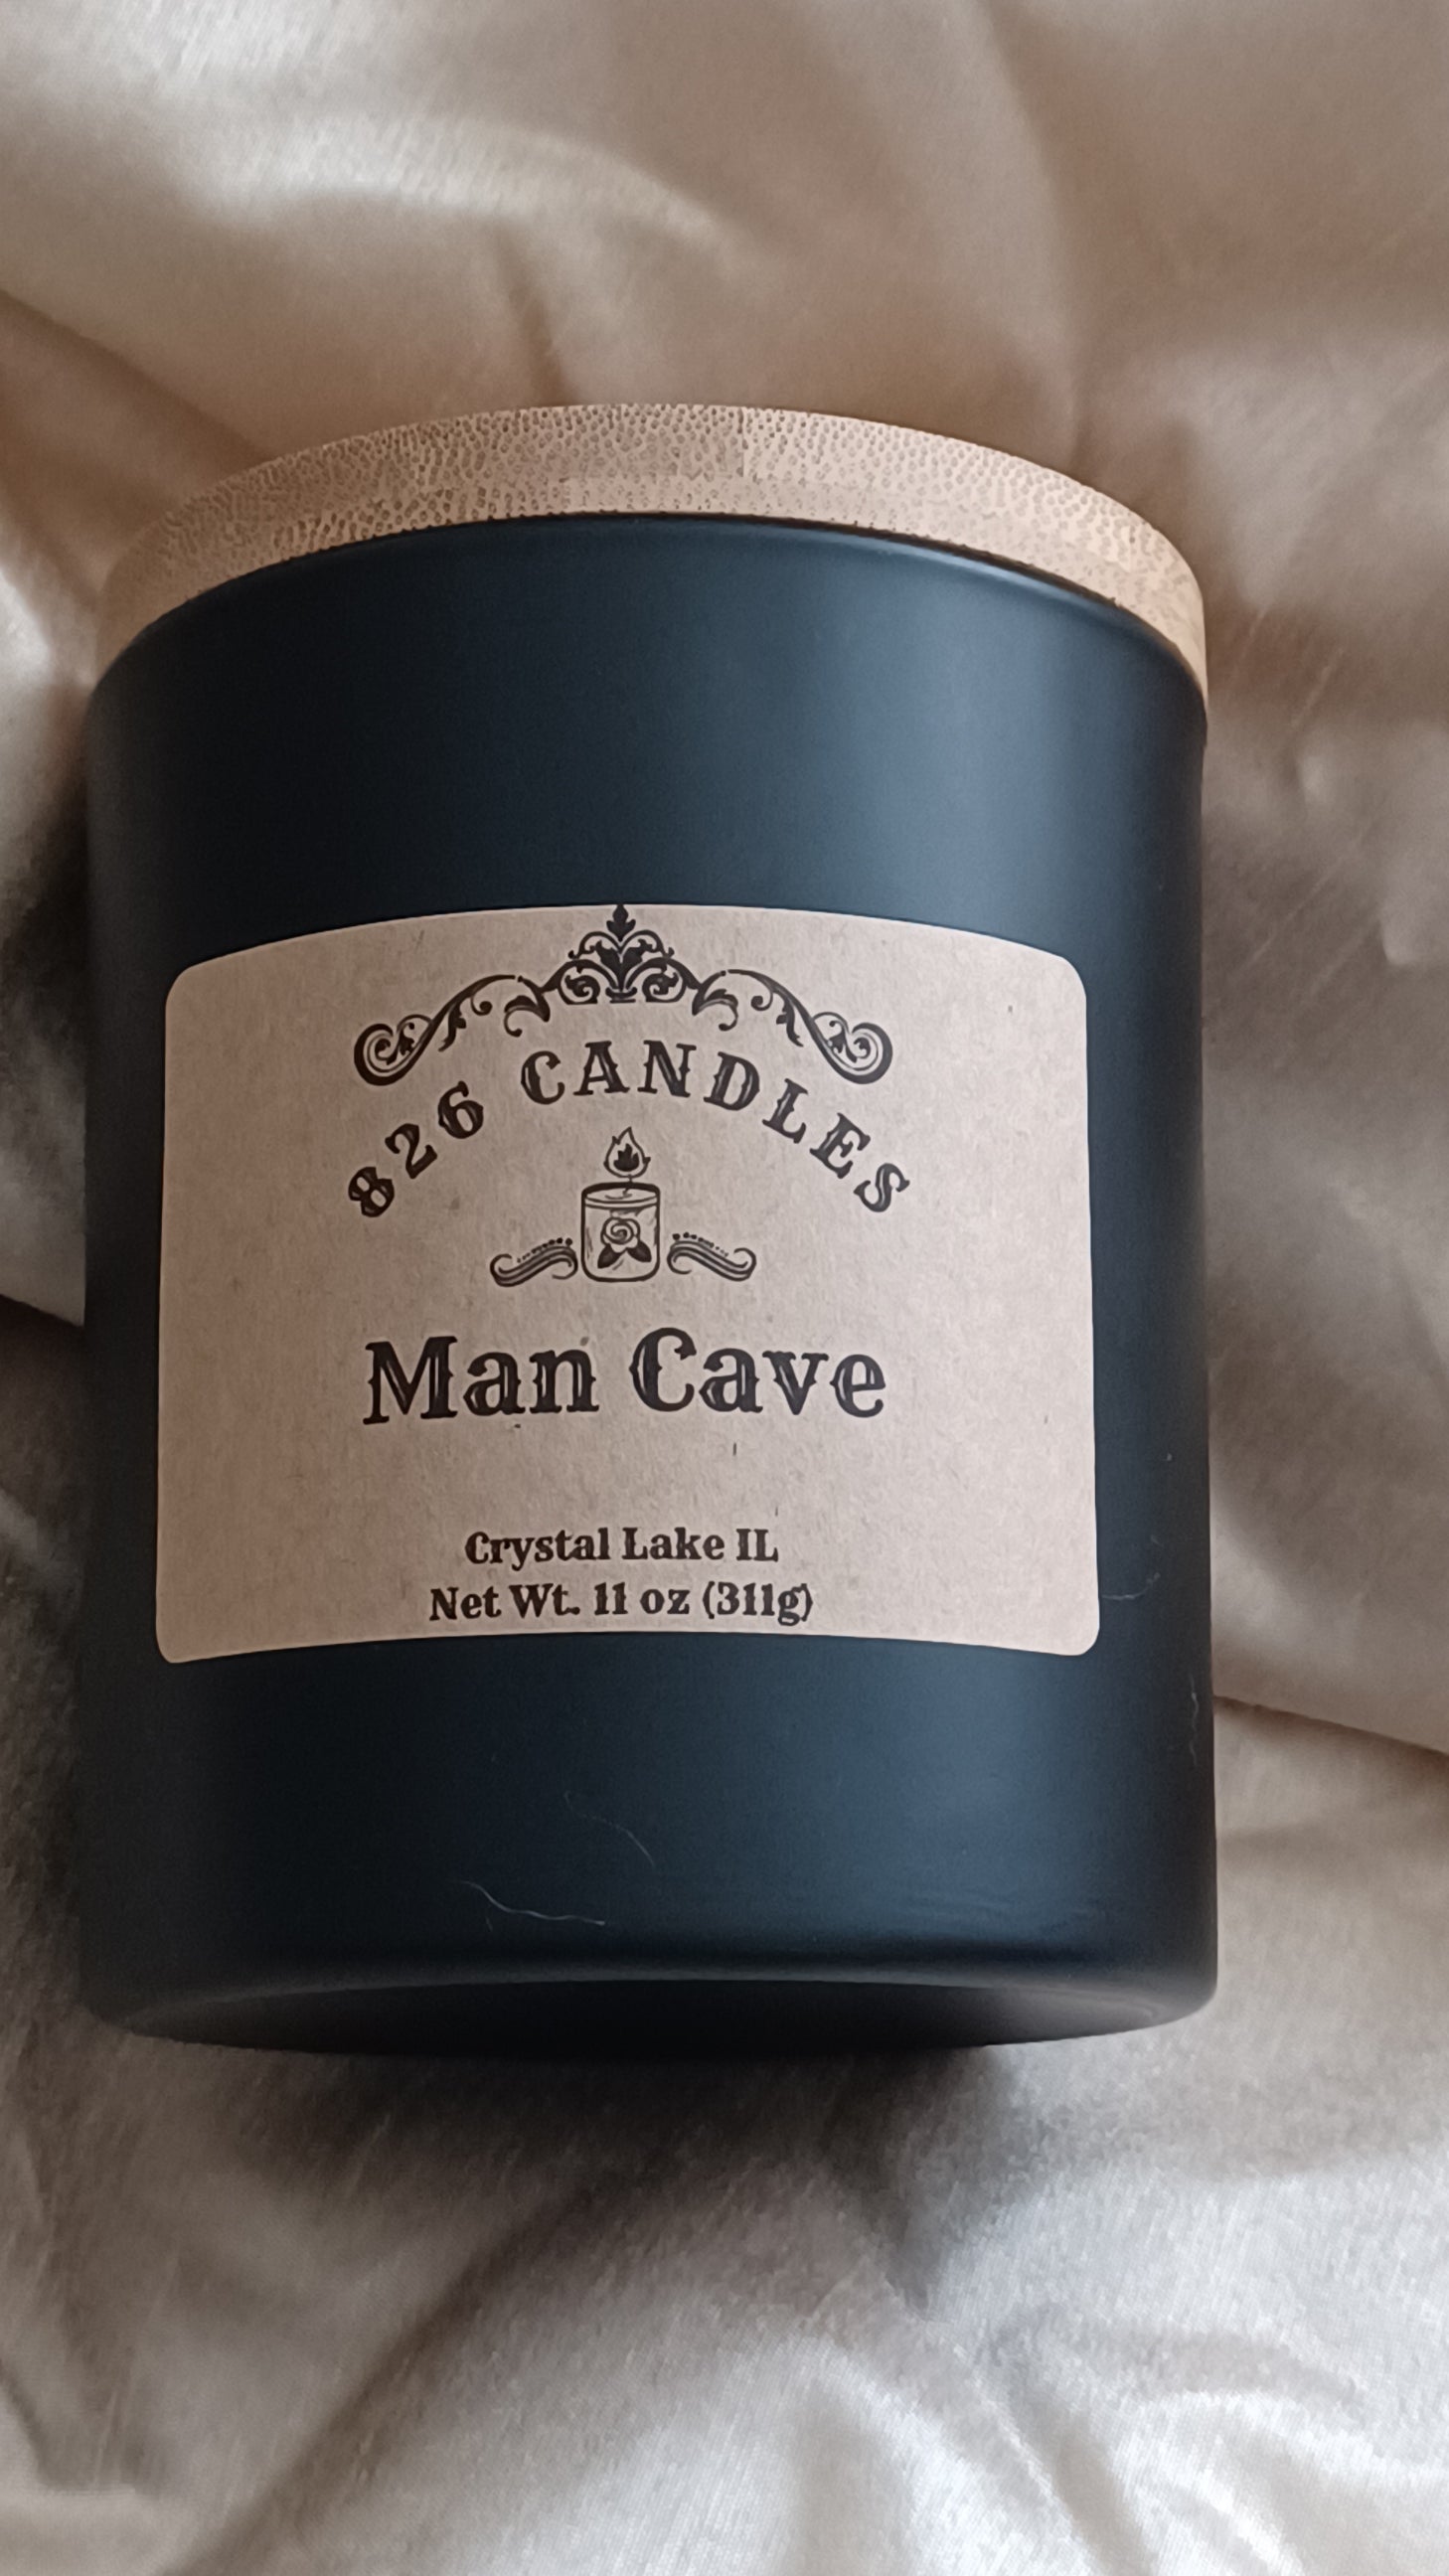 826 CANDLES
Man Cave
Crystal Lake IL
Net Wt. 11 oz (311g)